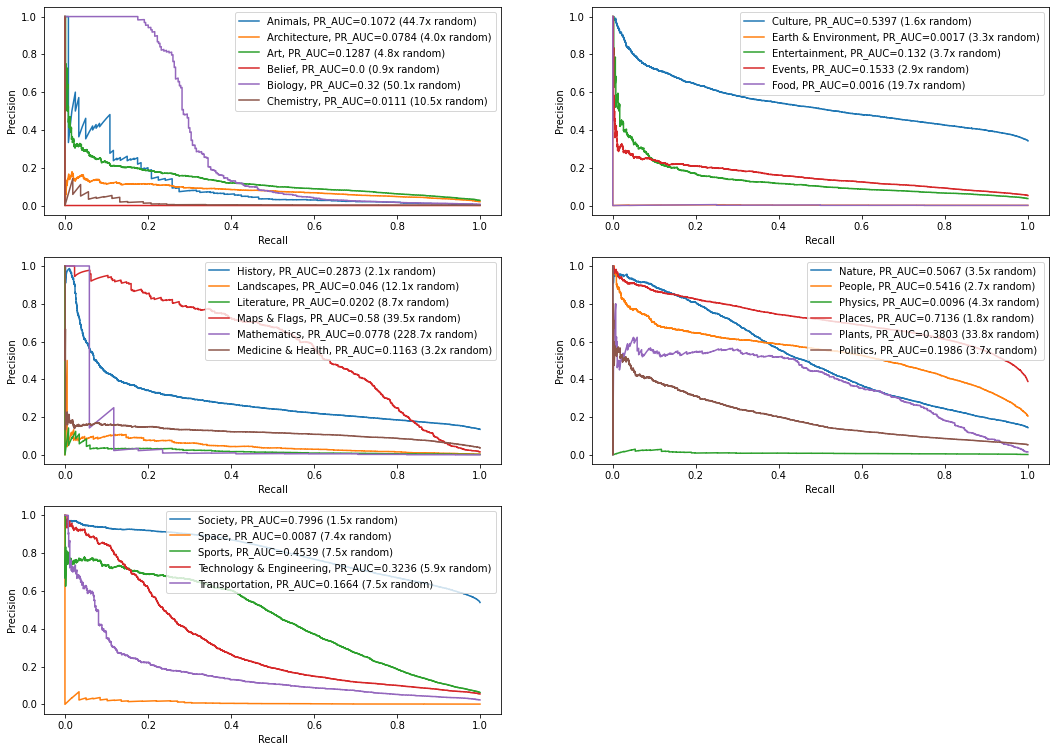 1.0
0.8
0.6
0.4
0.2
0.0
Precision
Animals, PR_AUC=0.1072 (44.7x random)
Architecture, PR_AUC=0.0784 (4.0x random)
Art, PR_AUC=0.1287 (4.8x random)
Belief, PR_AUC=0.0 (0.9x random)
Biology, PR_AUC=0.32 (50.1x random)
Chemistry, PR_AUC=0.0111 (10.5x random)
0.0 0.2 0.4 0.6 0.8 1.0
Recall
1.0
0.8
0.6
0.4
0.2
0.0
Precision
Culture, PR_AUC=0.5397 (1.6x random)
Earth & Environment, PR_AUC=0.0017 (3.3x random)
Entertainment, PR_AUC=0.132 (3.7x random)
Events, PR_AUC=0.1533 (2.9x random)
Food, PR_AUC=0.0016 (19.7x random)
0.0 0.2 0.4 0.6 0.8 1.0
Recall
1.0
0.8
0.6
0.4
0.2
0.0
Precision
History, PR_AUC=0.2873 (2.1x random)
Landscapes, PR_AUC=0.046 (12.1x random)
Literature, PR_AUC=0.0202 (8.7x random)
Maps & Flags, PR_AUC=0.58 (39.5x random)
Mathematics, PR_AUC=0.0778 (228.7x random)
Medicine & Health, PR_AUC=0.1163 (3.2x random)
0.0 0.2 0.4 0.6 0.8 1.0
Recall
1.0
0.8
0.6
0.4
0.2
0.0
Precision
Nature, PR_AUC=0.5067 (3.5x random)
People, PR_AUC=0.5416 (2.7x random)
Physics, PR_AUC=0.0096 (4.3x random)
Places, PR_AUC=0.7136 (1.8x random)
Plants, PR_AUC=0.3803 (33.8x random)
Politics, PR_AUC=0.1986 (3.7x random)
0.0 0.2 0.4 0.6 0.8 1.0
Recall
1.0
0.8
0.6
0.4
0.2
0.0
Precision
Society, PR_AUC=0.7996 (1.5x random)
Space, PR_AUC=0.0087 (7.4x random)
Sports, PR_AUC=0.4539 (7.5x random)
Technology & Engineering, PR_AUC=0.3236 (5.9x random)
Transportation, PR_AUC=0.1664 (7.5x random)
0.0 0.2 0.4 0.6 0.8 1.0
Recall